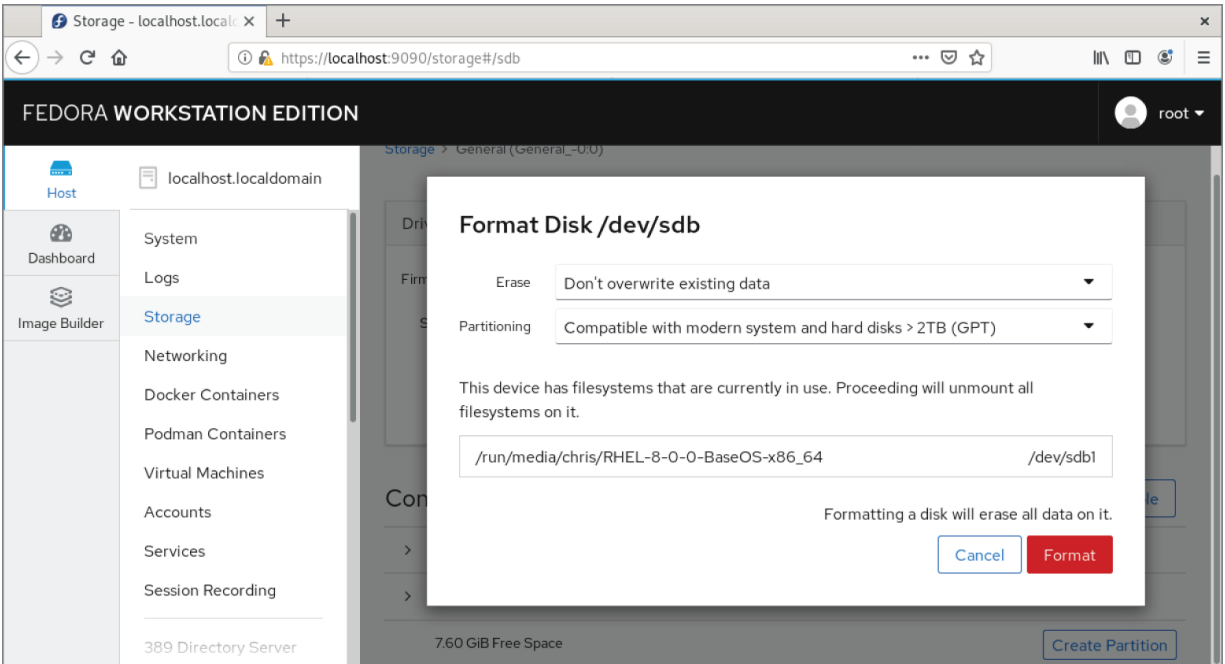 Storage - localhost.locald
https://localhost:9090/storage#/sdb
FEDORA WORKSTATION EDITION
root
Host
Dashboard
Image Builder
localhost.localdomain
System
Logs
Storage
Networking
Docker Containers
Podman Containers
Virtual Machines
Accounts
Services
Session Recording
389 Directory Server
Storage > General (General_-0:0)
Format Disk /dev/sdb
Erase Don't overwrite existing data
Partitioning Compatible with modern system and hard disks > 2TB (GPT)
This device has filesystems that are currently in use. Proceeding will unmount all
filesystems on it.
/run/media/chris/RHEL-8-0-0-BaseOS-x86_64 /dev/sdb1
Formatting a disk will erase all data on it.
Cancel Format
7.60 GiB Free Space
Create Partition